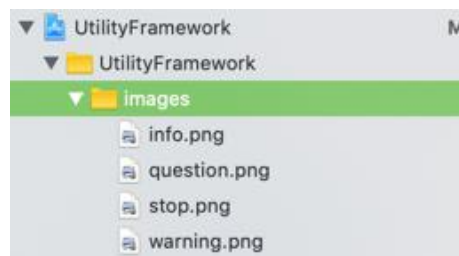 UtilityFramework M
UtilityFramework
images
info.png
question.png
stop.png
warning.png